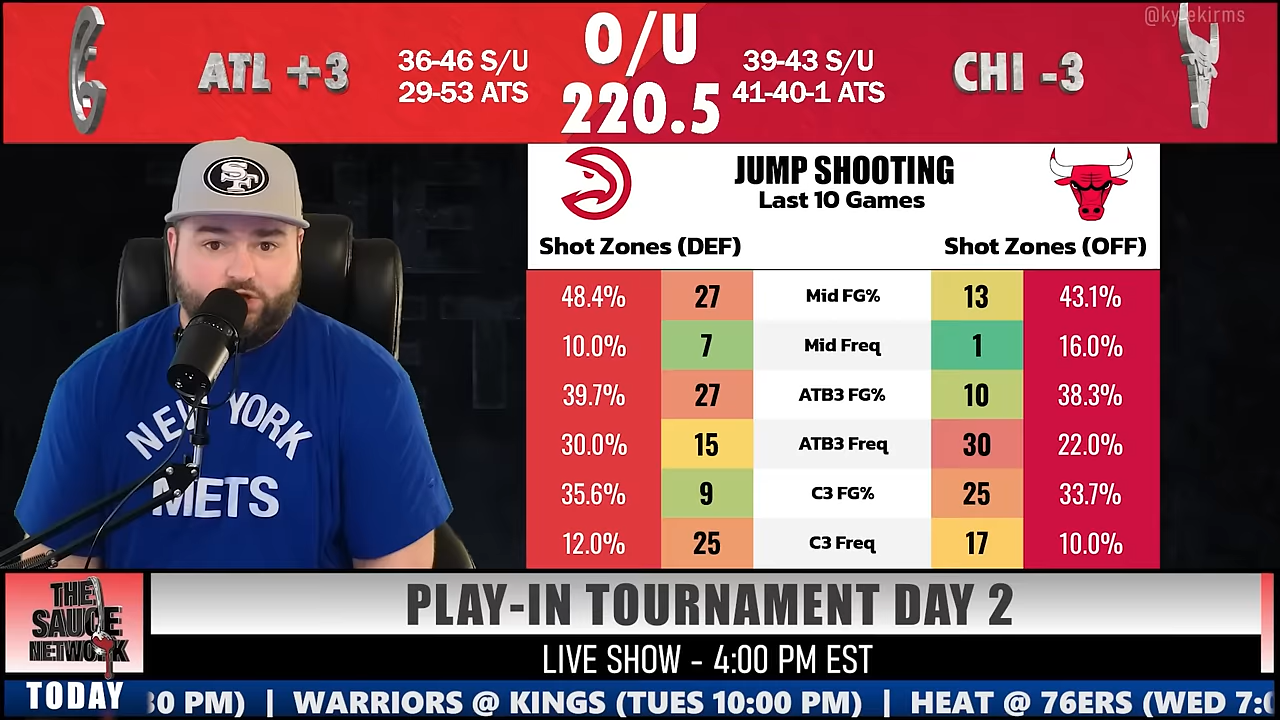 @kylekirms
ATL +3
36-46 S/U
29-53 ATS
O/U
220.5
39-43 S/U
41-40-1 ATS
CHI -3
SF
NEW YORK
METS
JUMP SHOOTING
Last 10 Games
Shot Zones (DEF)
Shot Zones (OFF)
48.4% 27 Mid FG% 13 43.1%
10.0% 7 Mid Freq 1 16.0%
39.7% 27 ATB3 FG% 10 38.3%
30.0% 15 ATB3 Freq 30 22.0%
35.6% 9 C3 FG% 25 33.7%
12.0% 25 C3 Freq 17 10.0%
THE
SAUCE
NETWORK
PLAY-IN TOURNAMENT DAY 2
LIVE SHOW - 4:00 PM EST
TODAY :30 PM) | WARRIORS @ KINGS (TUES 10:00 PM) | HEAT @ 76ERS (WED 7:0